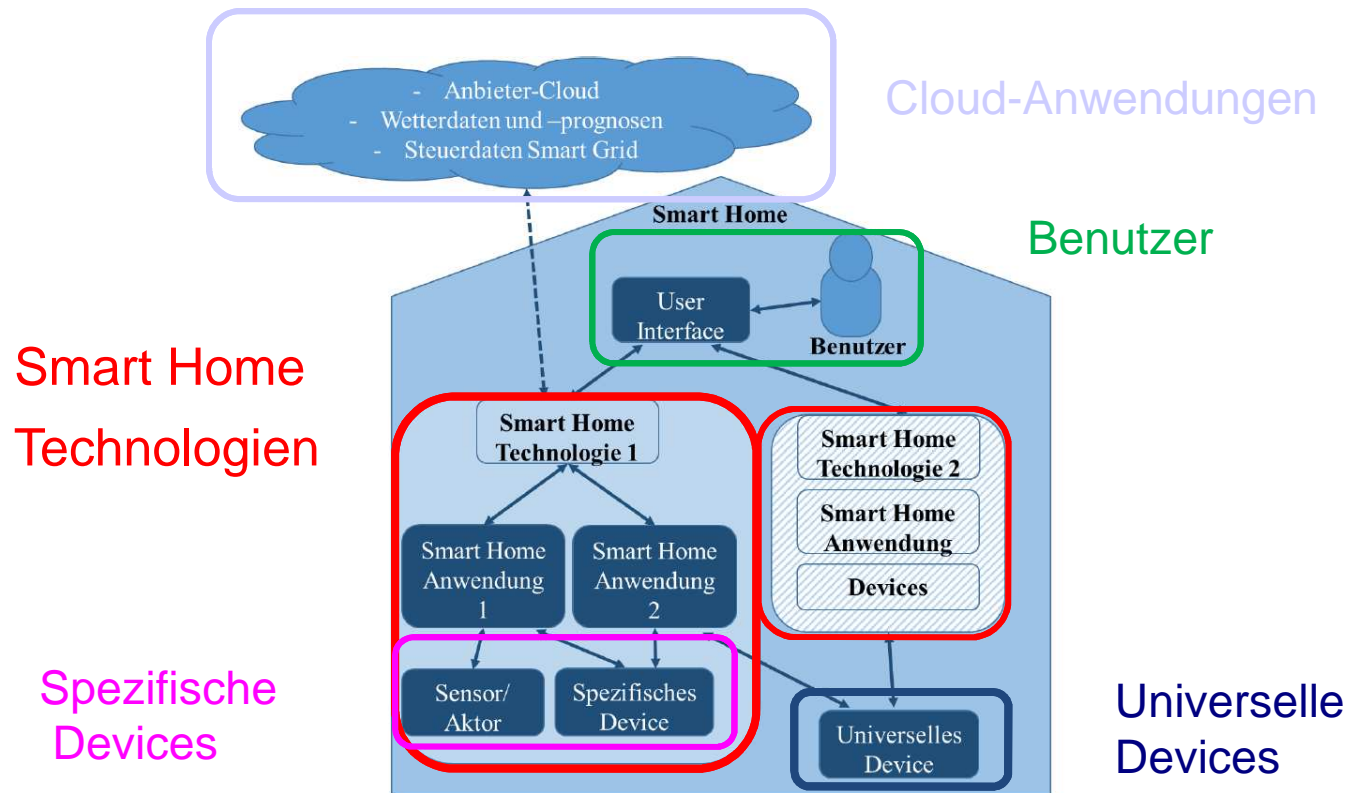 - Anbieter-Cloud
- Wetterdaten und –prognosen
- Steuerdaten Smart Grid
Cloud-Anwendungen
Smart Home
Benutzer
User
Interface
Benutzer
Smart Home
Technologien
Smart Home
Technologie 1
Smart Home
Technologie 2
Smart Home
Anwendung
Devices
Smart Home
Anwendung
1
Smart Home
Anwendung
2
Spezifische
Devices
Sensor/
Aktor
Spezifisches
Device
Universelles
Device
Universelle
Devices